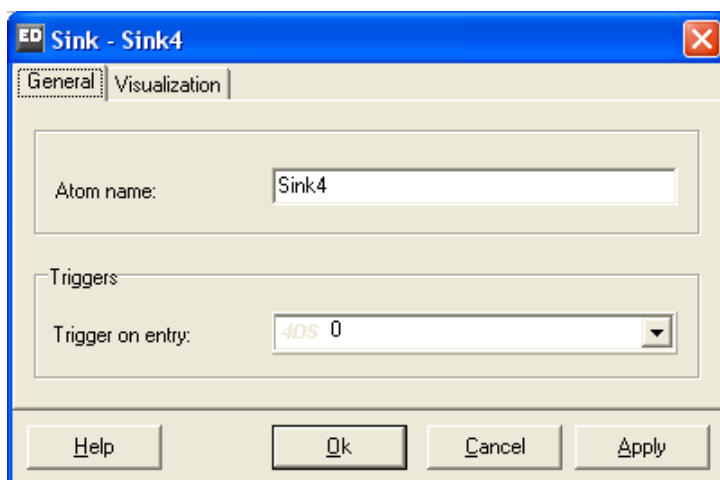 ED Sink - Sink4
General Visualization
Atom name: Sink4
Triggers
Trigger on entry: 4DS 0
Help Ok Cancel Apply